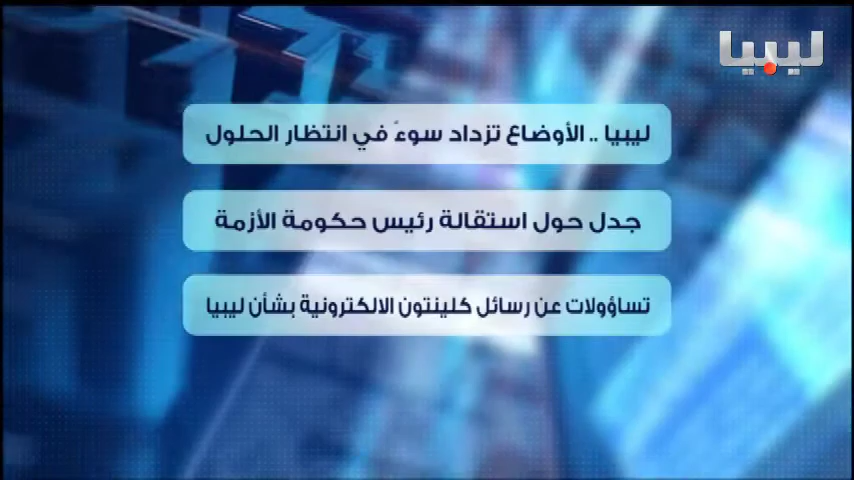 ليبيا
ليبيا .. الأوضاع تزداد سوءً في انتظار الحلول
جدل حول استقالة رئيس حكومة الأزمة
تساؤولات عن رسائل كلينتون الالكترونية بشأن ليبيا